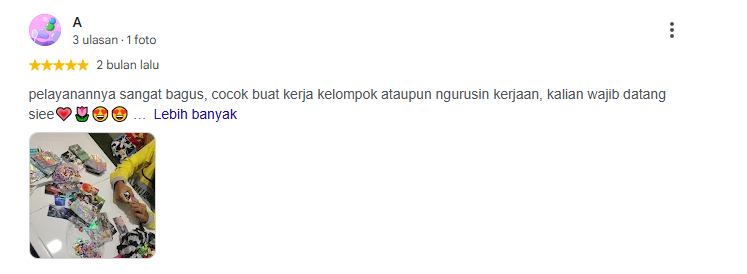 A
3 ulasan · 1 foto
2 bulan lalu
pelayanannya sangat bagus, cocok buat kerja kelompok ataupun ngurusin kerjaan, kalian wajib datang
siee💗🌷😍😍 ... Lebih banyak